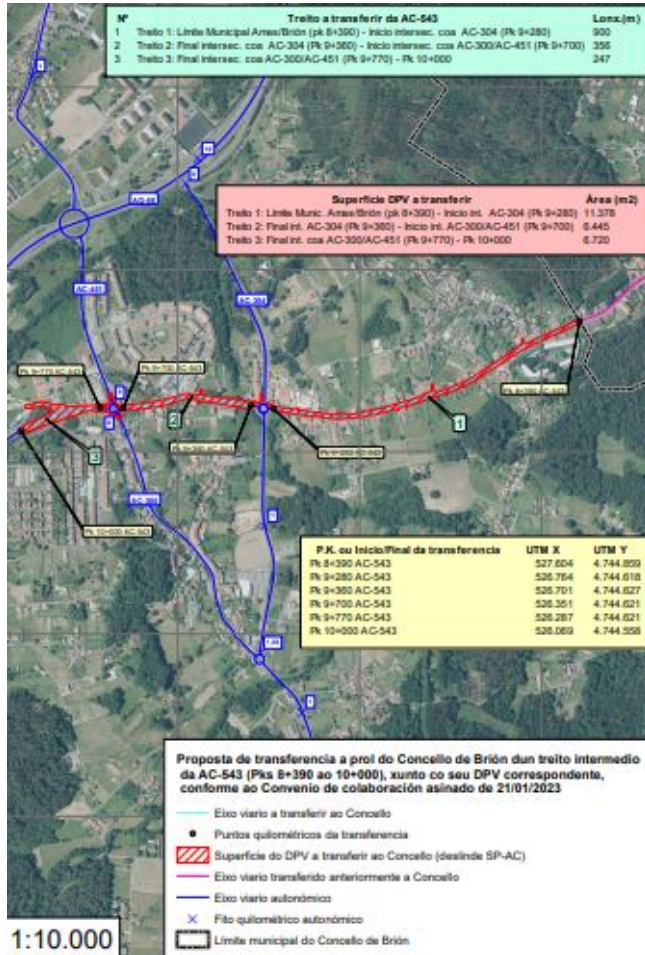 Nº Treito a transferir da AC-543 Lonx.(m)
1 Treito 1: Límite Municipal Ames/Brión (pk 8+390) - Inicio intersec. coa AC-304 (Pk 9+280) 900
2 Treito 2: Final intersec. coa AC-304 (Pk 9+360) - Inicio intersec. coa AC-300/AC-451 (Pk 9+700) 356
3 Treito 3: Final intersec. coa AC-300/AC-451 (Pk 9+770) - Pk 10+000 247
Superficie DPV a transferir Área (m2)
Treito 1: Límite Munic. Ames/Brión (pk 8+390) - Inicio int. AC-304 (Pk 9+280) 11.378
Treito 2: Final int. AC-304 (Pk 9+360) - Inicio int. AC-300/AC-451 (Pk 9+700) 6.445
Treito 3: Final int. coa AC-300/AC-451 (Pk 9+770) - Pk 10+000 6.720
AC-451
AC-304
Pk 9+770 AC-543
Pk 9+700 AC-543
Pk 8+390 AC-543
2
1
Pk 9+360 AC-543
Pk 9+280 AC-543
3
AC-300
Pk 10+000 AC-543
P.K. ou Inicio/Final da transferencia UTM X UTM Y
Pk 8+390 AC-543 527.604 4.744.859
Pk 9+280 AC-543 526.764 4.744.618
Pk 9+360 AC-543 526.701 4.744.627
Pk 9+700 AC-543 526.351 4.744.621
Pk 9+770 AC-543 526.287 4.744.621
Pk 10+000 AC-543 526.069 4.744.558
Proposta de transferencia a prol do Concello de Brión dun treito intermedio
da AC-543 (Pks 8+390 ao 10+000), xunto co seu DPV correspondente,
conforme ao Convenio de colaboración asinado de 21/01/2023
Eixo viario a transferir ao Concello
Puntos quilométricos da transferencia
Superficie do DPV a transferir ao Concello (deslinde SP-AC)
Eixo viario transferido anteriormente a Concello
Eixo viario autonómico
Fito quilométrico autonómico
Límite municipal do Concello de Brión
1:10.000